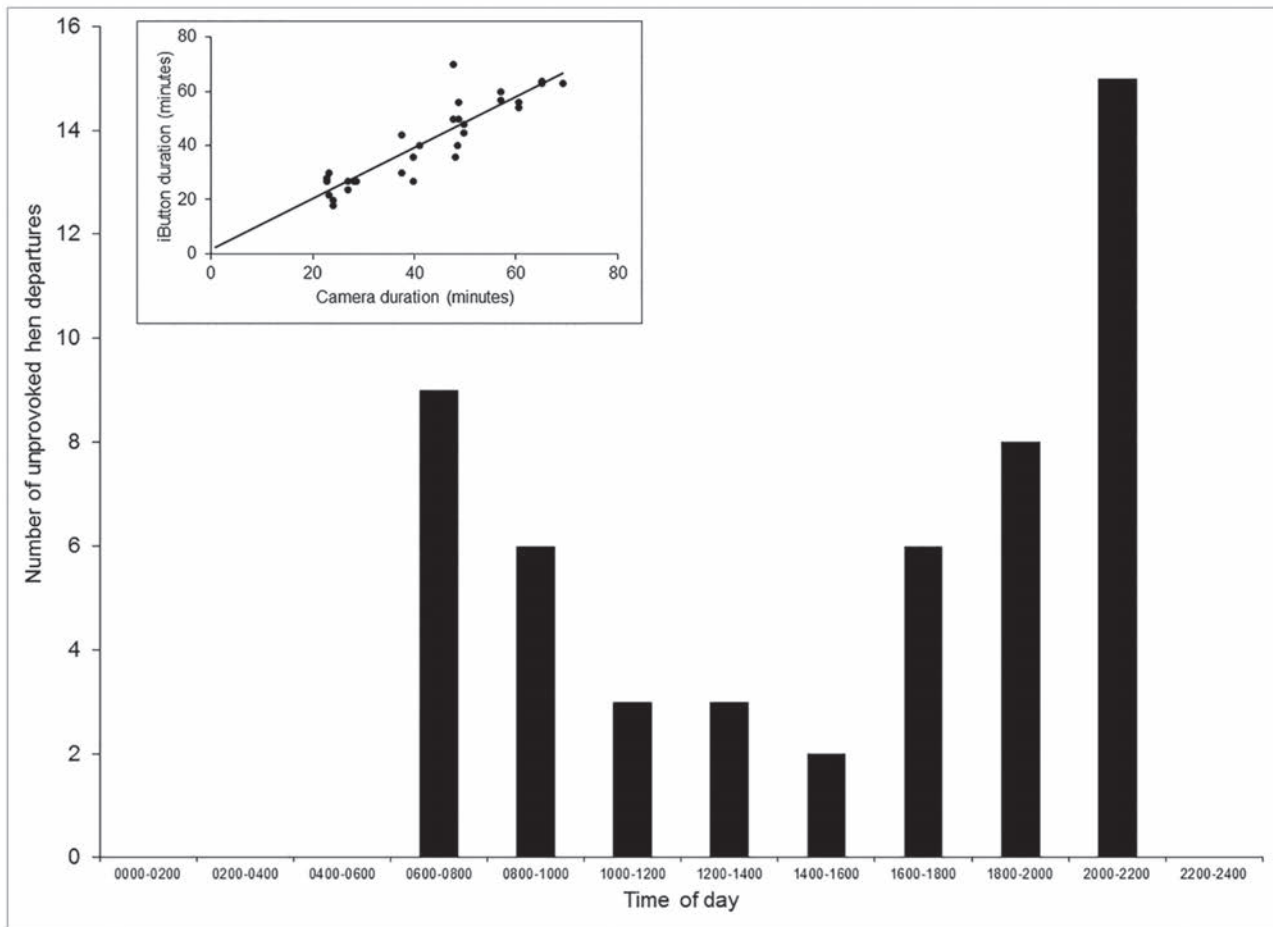 16
14
12
10
8
6
4
2
0
Number of unprovoked hen departures
80
60
40
20
0
iButton duration (minutes)
0 20 40 60 80
Camera duration (minutes)
0000-0200 0200-0400 0400-0600 0600-0800 0800-1000 1000-1200 1200-1400 1400-1600 1600-1800 1800-2000 2000-2200 2200-2400
Time of day